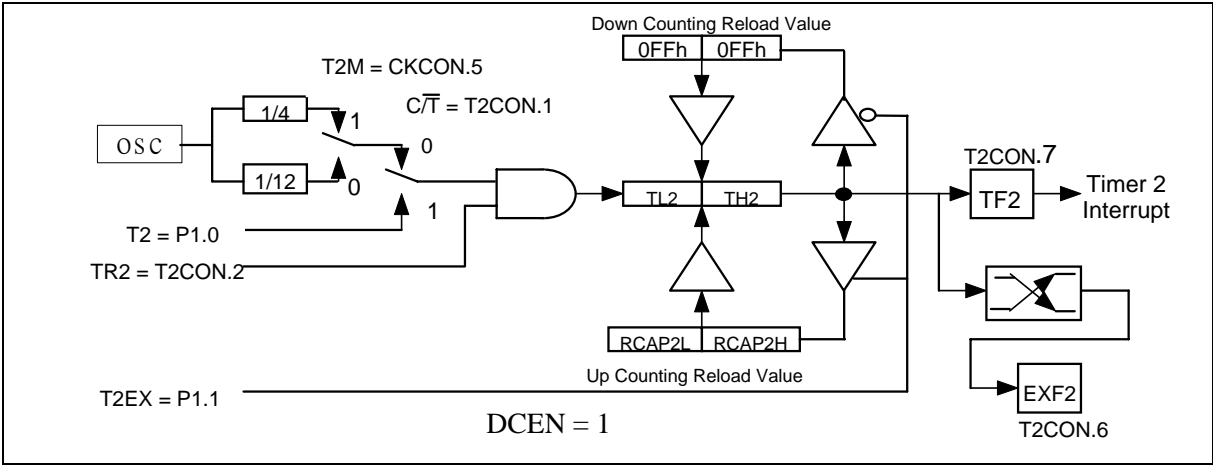 Down Counting Reload Value
0FFh 0FFh
T2M = CKCON.5
C/T̅ = T2CON.1
1/4
1
OSC
0
T2CON.7
1/12
0
TL2 TH2
TF2
Timer 2
Interrupt
1
T2 = P1.0
TR2 = T2CON.2
RCAP2L RCAP2H
Up Counting Reload Value
T2EX = P1.1
EXF2
DCEN = 1
T2CON.6